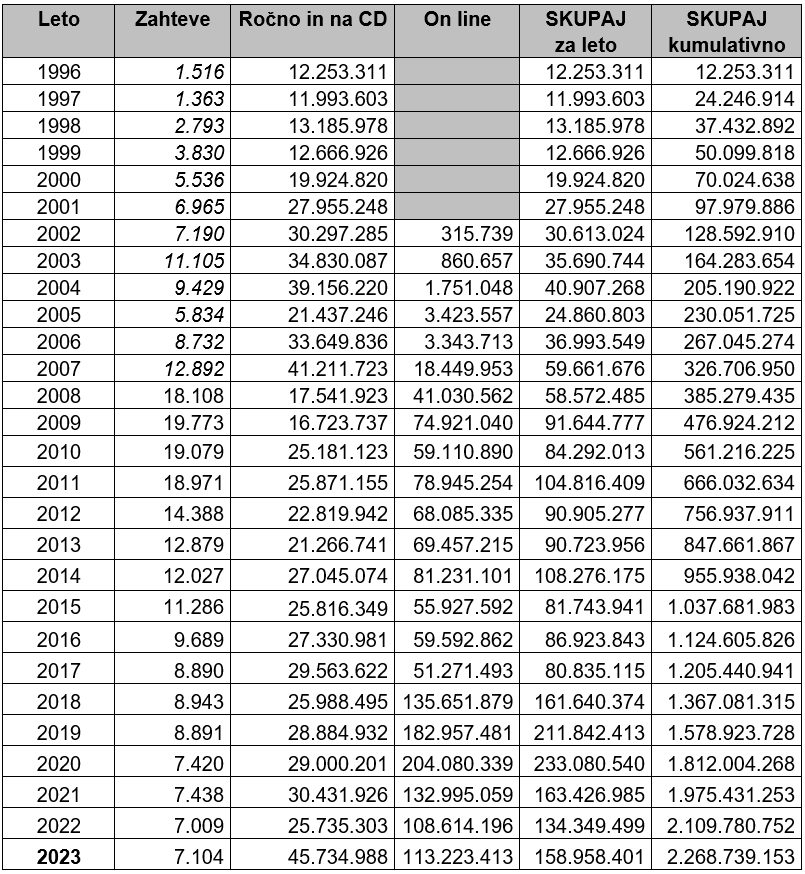 Leto Zahteve Ročno in na CD On line SKUPAJ za leto SKUPAJ kumulativno
1996 1.516 12.253.311 12.253.311 12.253.311
1997 1.363 11.993.603 11.993.603 24.246.914
1998 2.793 13.185.978 13.185.978 37.432.892
1999 3.830 12.666.926 12.666.926 50.099.818
2000 5.536 19.924.820 19.924.820 70.024.638
2001 6.965 27.955.248 27.955.248 97.979.886
2002 7.190 30.297.285 315.739 30.613.024 128.592.910
2003 11.105 34.830.087 860.657 35.690.744 164.283.654
2004 9.429 39.156.220 1.751.048 40.907.268 205.190.922
2005 5.834 21.437.246 3.423.557 24.860.803 230.051.725
2006 8.732 33.649.836 3.343.713 36.993.549 267.045.274
2007 12.892 41.211.723 18.449.953 59.661.676 326.706.950
2008 18.108 17.541.923 41.030.562 58.572.485 385.279.435
2009 19.773 16.723.737 74.921.040 91.644.777 476.924.212
2010 19.079 25.181.123 59.110.890 84.292.013 561.216.225
2011 18.971 25.871.155 78.945.254 104.816.409 666.032.634
2012 14.388 22.819.942 68.085.335 90.905.277 756.937.911
2013 12.879 21.266.741 69.457.215 90.723.956 847.661.867
2014 12.027 27.045.074 81.231.101 108.276.175 955.938.042
2015 11.286 25.816.349 55.927.592 81.743.941 1.037.681.983
2016 9.689 27.330.981 59.592.862 86.923.843 1.124.605.826
2017 8.890 29.563.622 51.271.493 80.835.115 1.205.440.941
2018 8.943 25.988.495 135.651.879 161.640.374 1.367.081.315
2019 8.891 28.884.932 182.957.481 211.842.413 1.578.923.728
2020 7.420 29.000.201 204.080.339 233.080.540 1.812.004.268
2021 7.438 30.431.926 132.995.059 163.426.985 1.975.431.253
2022 7.009 25.735.303 108.614.196 134.349.499 2.109.780.752
2023 7.104 45.734.988 113.223.413 158.958.401 2.268.739.153